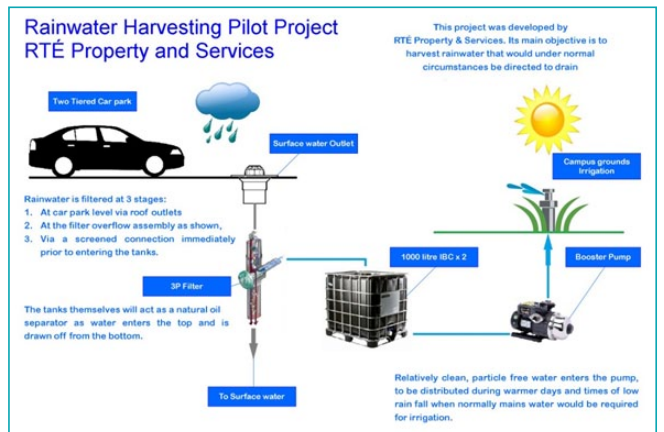 Rainwater Harvesting Pilot Project
RTÉ Property and Services
This project was developed by
RTÉ Property & Services. Its main objective is to
harvest rainwater that would under normal
circumstances be directed to drain
Two Tiered Car park
Surface water Outlet
Campus grounds
Irrigation
Rainwater is filtered at 3 stages:
1. At car park level via roof outlets
2. At the filter overflow assembly as shown,
3. Via a screened connection immediately
prior to entering the tanks.
3P Filter
1000 litre IBC x 2
Booster Pump
The tanks themselves will act as a natural oil
separator as water enters the top and is
drawn off from the bottom.
To Surface water
Relatively clean, particle free water enters the pump,
to be distributed during warmer days and times of low
rain fall when normally mains water would be required
for irrigation.